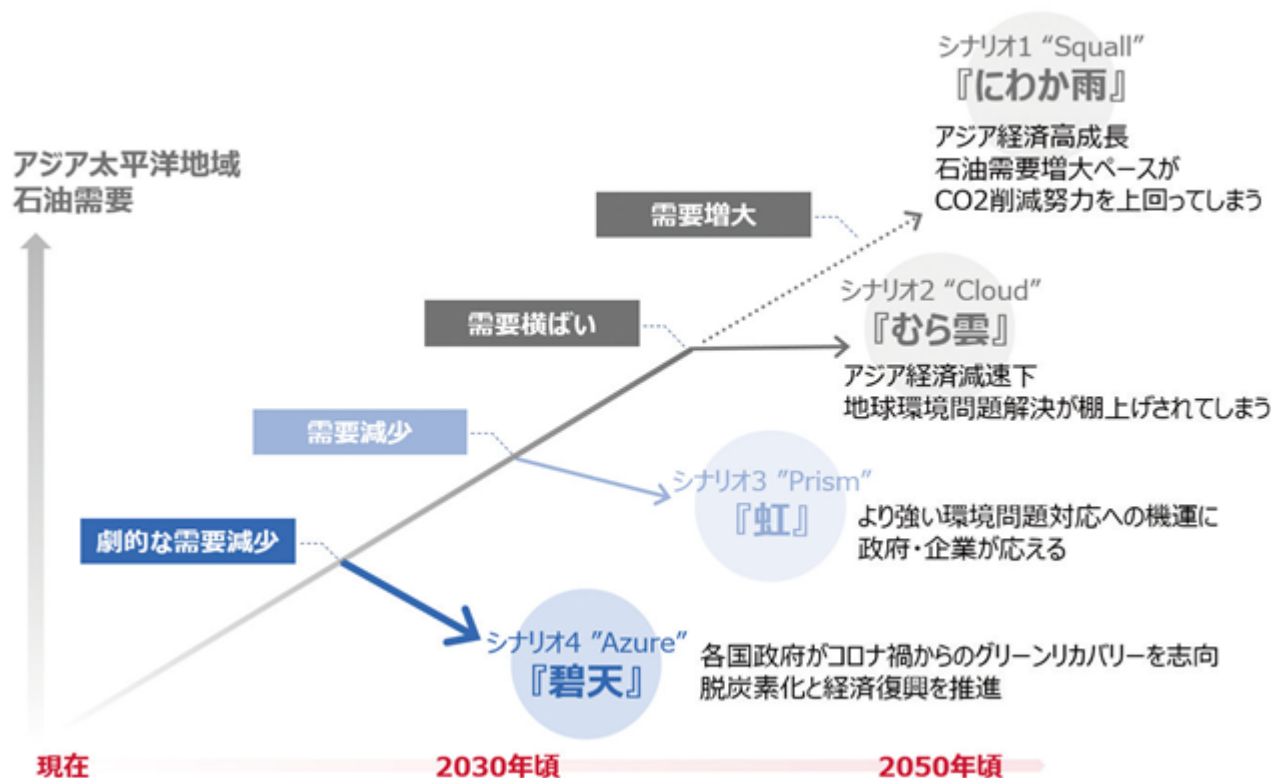 シナリオ1 “Squall”
『にわか雨』
アジア経済高成長
石油需要増大ペースが
CO2削減努力を上回ってしまう
アジア太平洋地域
石油需要
需要増大
シナリオ2 “Cloud”
『むら雲』
需要横ばい
アジア経済減速下
地球環境問題解決が棚上げされてしまう
需要減少
シナリオ3 ”Prism”
『虹』
より強い環境問題対応への機運に
政府・企業が応える
劇的な需要減少
シナリオ4 ”Azure”
『碧天』
各国政府がコロナ禍からのグリーンリカバリーを志向
脱炭素化と経済復興を推進
現在
2030年頃
2050年頃